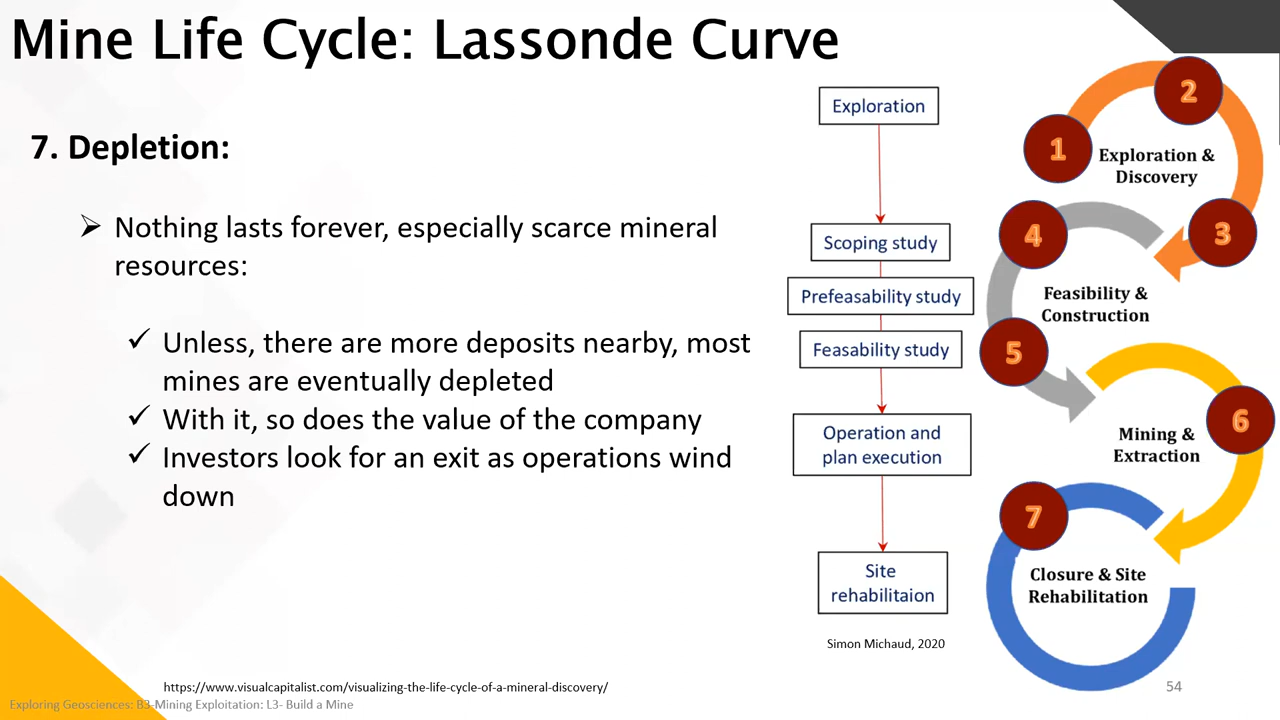 Mine Life Cycle: Lassonde Curve
7. Depletion:
➢ Nothing lasts forever, especially scarce mineral
resources:
✓ Unless, there are more deposits nearby, most
mines are eventually depleted
✓ With it, so does the value of the company
✓ Investors look for an exit as operations wind
down
Exploration
Scoping study
Prefeasability study
Feasability study
Operation and
plan execution
Site
rehabilitaion
Simon Michaud, 2020
1
2
Exploration &
Discovery
3
4
Feasibility &
Construction
5
6
Mining &
Extraction
7
Closure & Site
Rehabilitation
https://www.visualcapitalist.com/visualizing-the-life-cycle-of-a-mineral-discovery/
54
Exploring Geosciences: B3-Mining Exploitation: L3- Build a Mine